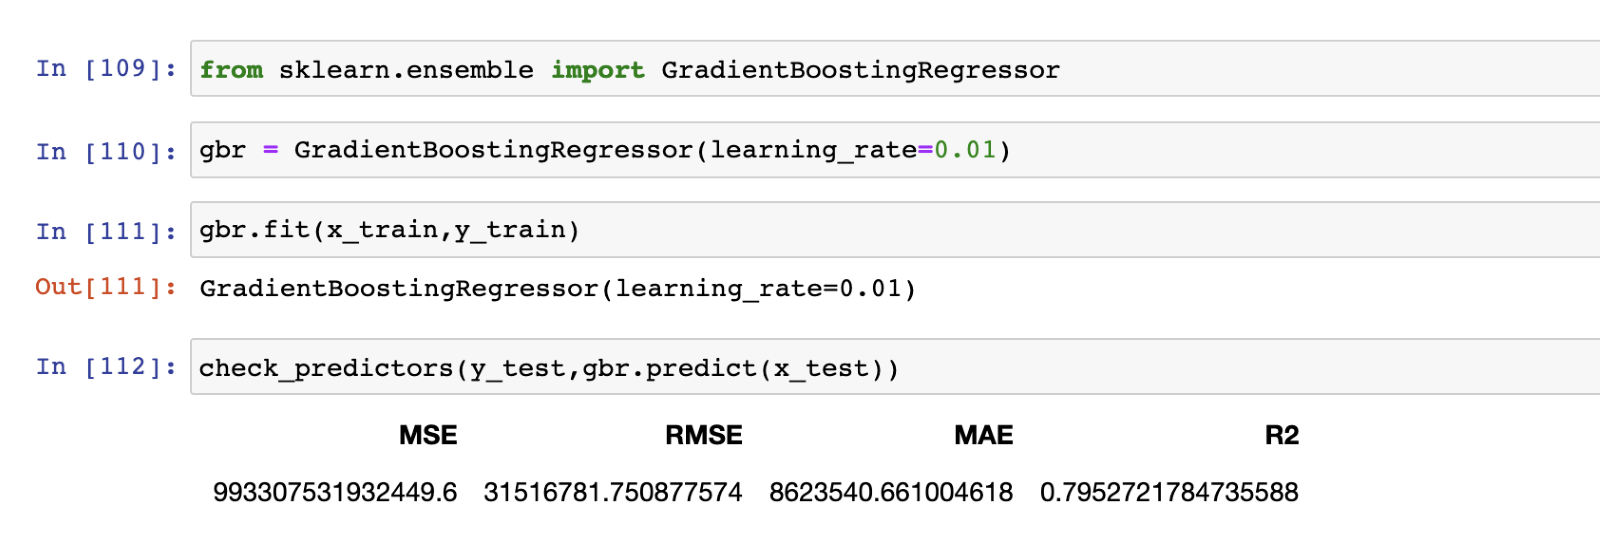 In [109]: from sklearn.ensemble import GradientBoostingRegressor
In [110]: gbr = GradientBoostingRegressor(learning_rate=0.01)
In [111]: gbr.fit(x_train,y_train)
Out[111]: GradientBoostingRegressor(learning_rate=0.01)
In [112]: check_predictors(y_test,gbr.predict(x_test))
MSE RMSE MAE R2
993307531932449.6 31516781.750877574 8623540.661004618 0.7952721784735588